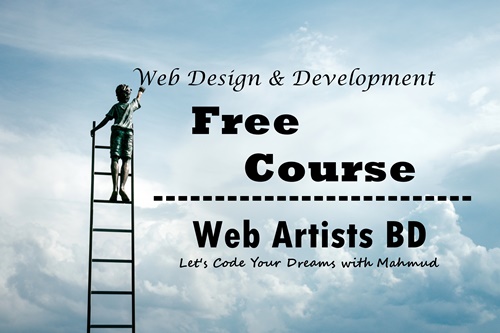 Web Design & Development
Free
Course
Web Artists BD
Let's Code Your Dreams with Mahmud